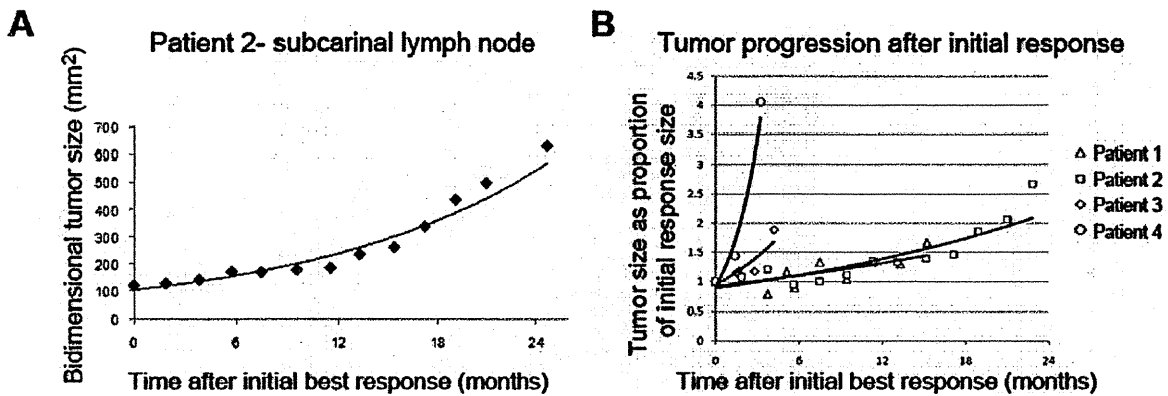 A
Patient 2- subcarinal lymph node
Bidimensional tumor size (mm²)
700
600
500
400
300
200
100
0
0 6 12 18 24
Time after initial best response (months)
B
Tumor progression after initial response
Tumor size as proportion
of initial response size
4.5
4
3.5
3
2.5
2
1.5
1
0.5
0
0 6 12 18 24
Time after initial best response (months)
Patient 1
Patient 2
Patient 3
Patient 4